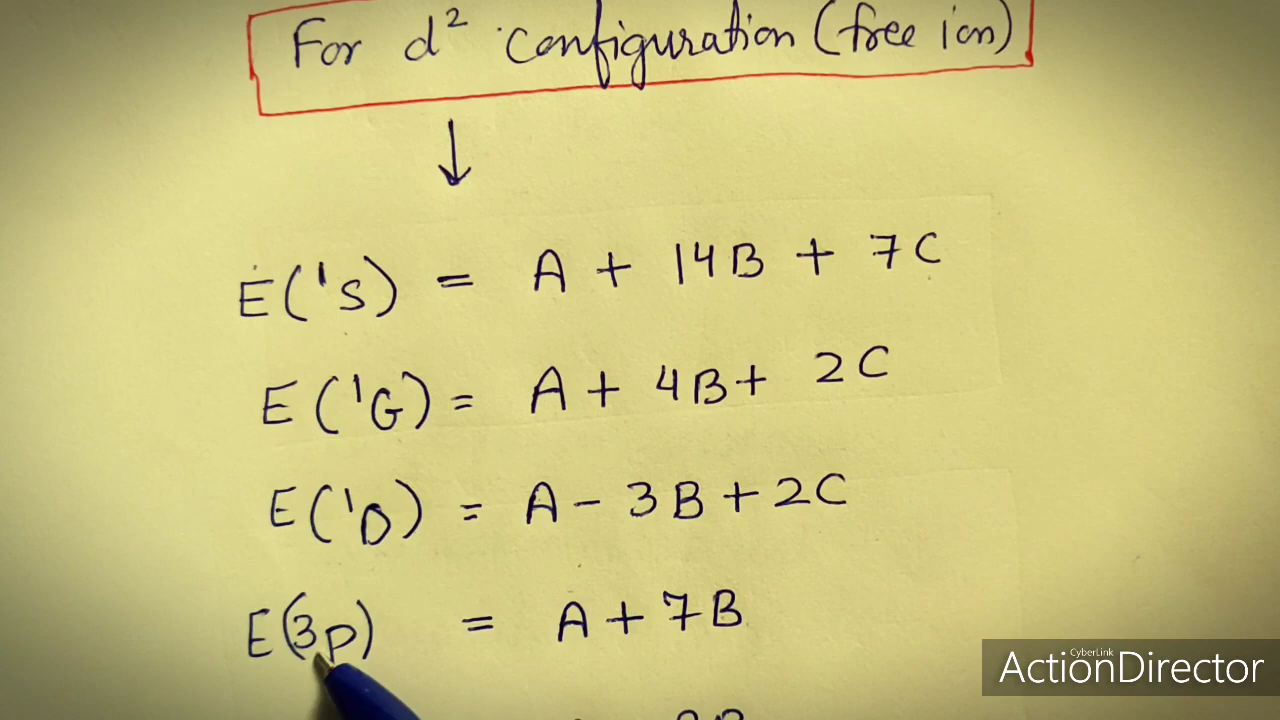 For d² configuration (free ion)
↓
E(¹S) = A + 14B + 7C
E(¹G) = A + 4B + 2C
E(¹D) = A - 3B + 2C
E(3P) = A + 7B
CyberLink
ActionDirector